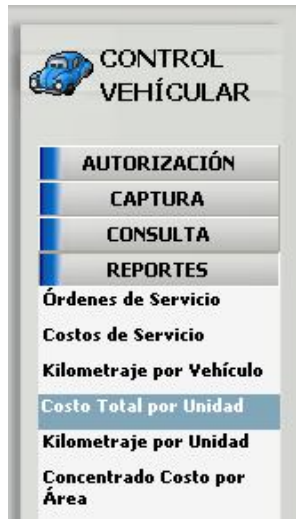 CONTROL
VEHÍCULAR
AUTORIZACIÓN
CAPTURA
CONSULTA
REPORTES
Órdenes de Servicio
Costos de Servicio
Kilometraje por Vehículo
Costo Total por Unidad
Kilometraje por Unidad
Concentrado Costo por
Área